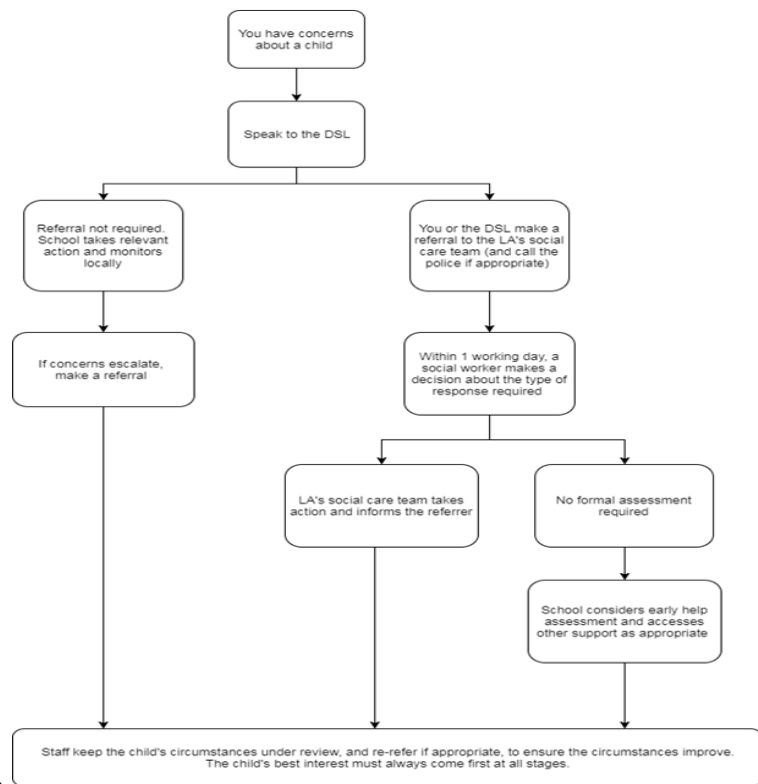 You have concerns
about a child
Speak to the DSL
Referral not required.
School takes relevant
action and monitors
locally
You or the DSL make a
referral to the LA's social
care team (and call the
police if appropriate)
If concerns escalate,
make a referral
Within 1 working day, a
social worker makes a
decision about the type of
response required
LA's social care team takes
action and informs the referrer
No formal assessment
required
School considers early help
assessment and accesses
other support as appropriate
Staff keep the child's circumstances under review, and re-refer if appropriate, to ensure the circumstances improve.
The child's best interest must always come first at all stages.